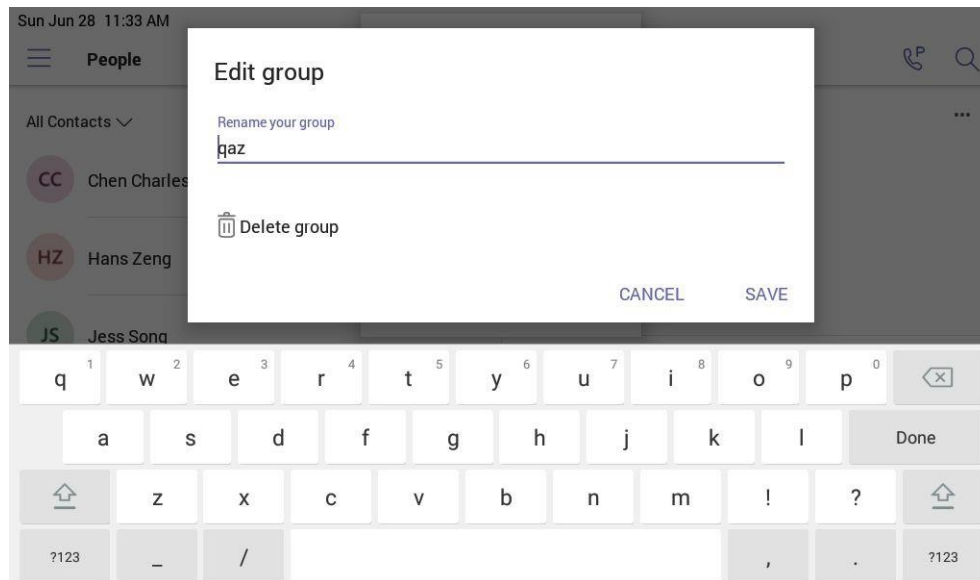 Sun Jun 28 11:33 AM
People
P
Edit group
All Contacts
Rename your group
qaz
CC Chen Charles
Delete group
HZ Hans Zeng
CANCEL SAVE
JS Jess Song
q 1 w 2 e 3 r 4 t 5 y 6 u 7 i 8 o 9 p 0
a s d f g h j k l Done
z x c v b n m ! ?
?123 _ / , . ?123